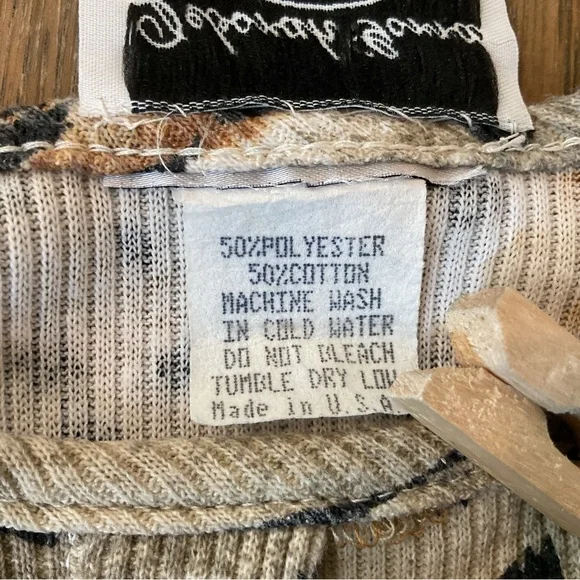 50%POLYESTER
50%COTTON
MACHINE WASH
IN COLD WATER
DO NOT BLEACH
TUMBLE DRY LOW
Made in U.S.A.